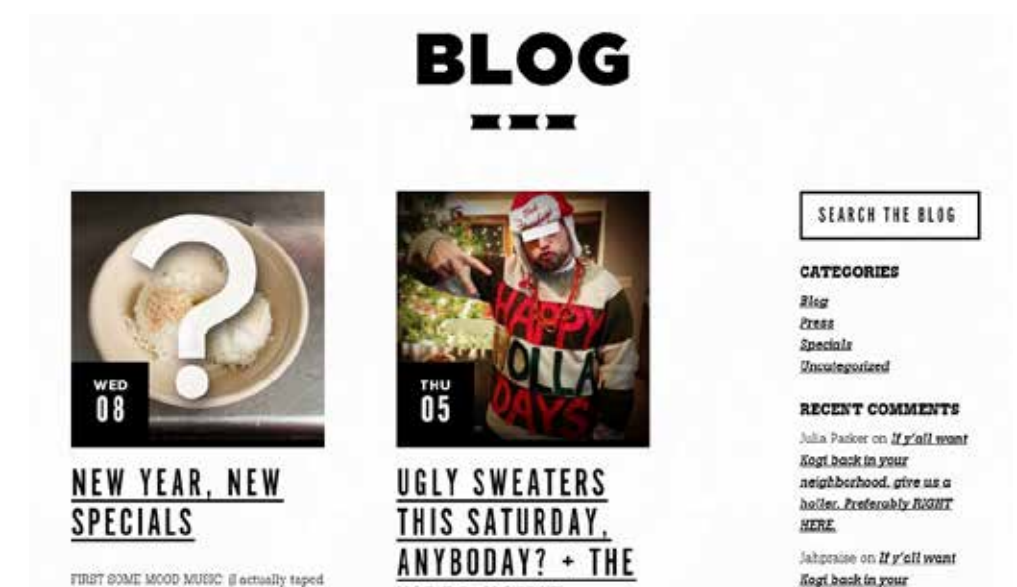 BLOG
?
WED
08
HAPPY
HOLLA
DAYS
THU
05
NEW YEAR, NEW
SPECIALS
FIRST SOME MOOD MUSIC (I actually taped
UGLY SWEATERS
THIS SATURDAY,
ANYBODAY? + THE
SEARCH THE BLOG
CATEGORIES
Blog
Press
Specials
Uncategorized
RECENT COMMENTS
Julia Parker on If y'all want
Kogi back in your
neighborhood, give us a
holler. Preferably RIGHT
HERE.
Jahpraise on If y'all want
Kogi back in your